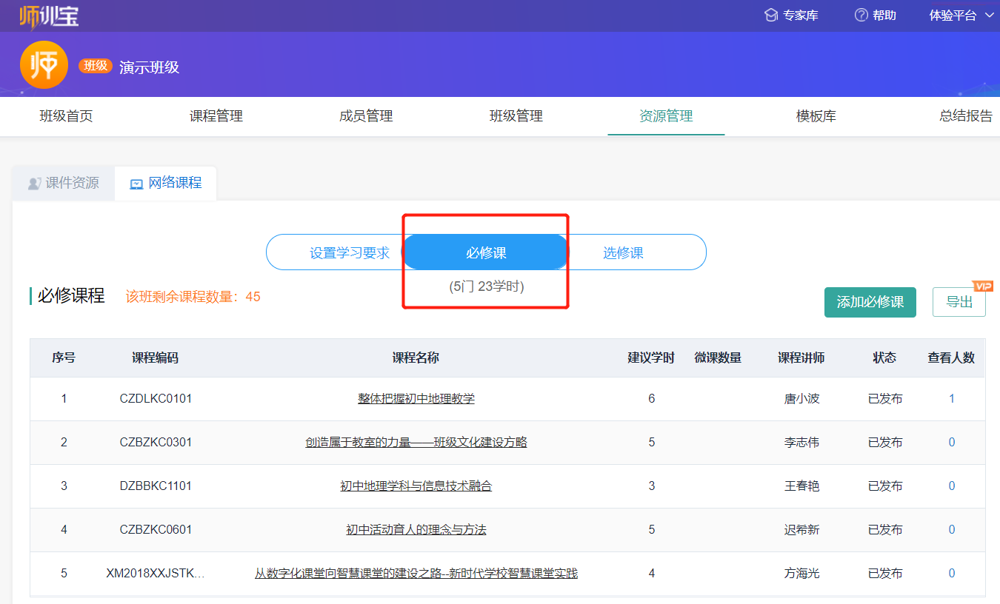 师训宝
专家库 帮助 体验平台
师 班级 演示班级
班级首页 课程管理 成员管理 班级管理 资源管理 模板库 总结报告
课件资源 网络课程
设置学习要求 必修课 选修课
(5门 23学时)
必修课程 该班剩余课程数量：45 添加必修课 导出 VIP
序号 课程编码 课程名称 建议学时 微课数量 课程讲师 状态 查看人数
1 CZDLKC0101 整体把握初中地理教学 6 唐小波 已发布 1
2 CZBZKC0301 创造属于教室的力量——班级文化建设方略 5 李志伟 已发布 0
3 DZBBKC1101 初中地理学科与信息技术融合 3 王春艳 已发布 0
4 CZBZKC0601 初中活动育人的理念与方法 5 迟希新 已发布 0
5 XM2018XXJSTK... 从数字化课堂向智慧课堂的建设之路--新时代学校智慧课堂实践 4 方海光 已发布 0